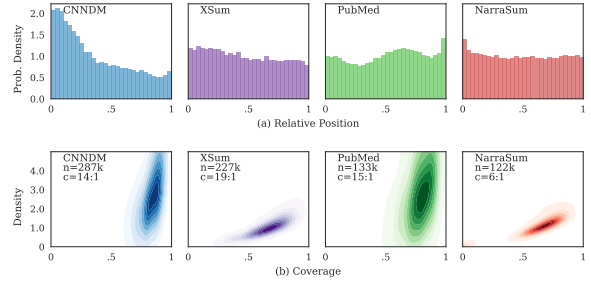 CNNDM XSum PubMed NarraSum
Prob. Density
2.0
1.5
1.0
0.5
0.0
0 .5 1 0 .5 1 0 .5 1 0 .5 1
(a) Relative Position
CNNDM XSum PubMed NarraSum
n=287k n=227k n=133k n=122k
c=14:1 c=19:1 c=15:1 c=6:1
Density
4.0
3.0
2.0
1.0
0
0 .5 1 0 .5 1 0 .5 1 0 .5 1
(b) Coverage